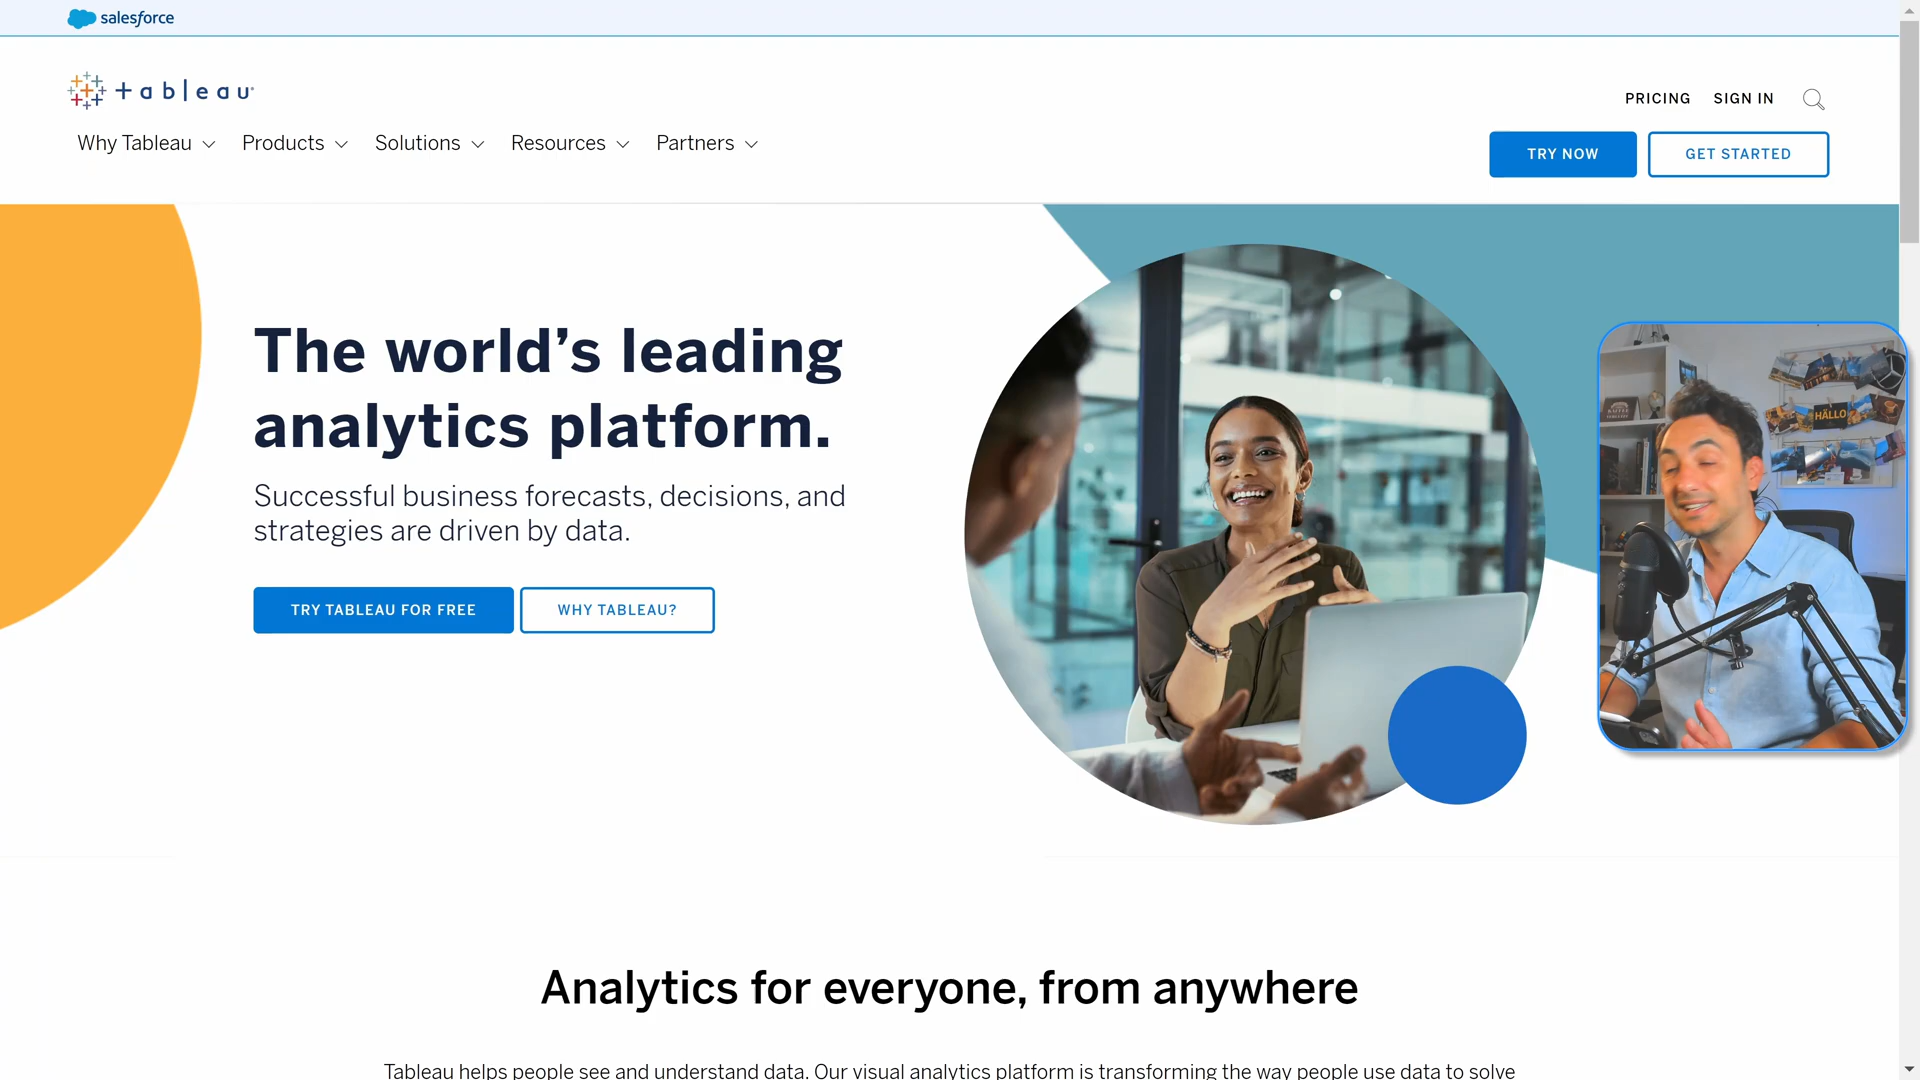 salesforce
+ a b l e a u
PRICING SIGN IN
Why Tableau Products Solutions Resources Partners
TRY NOW GET STARTED
The world’s leading
analytics platform.
Successful business forecasts, decisions, and
strategies are driven by data.
TRY TABLEAU FOR FREE WHY TABLEAU?
HÄLLO
Analytics for everyone, from anywhere
Tableau helps people see and understand data. Our visual analytics platform is transforming the way people use data to solve